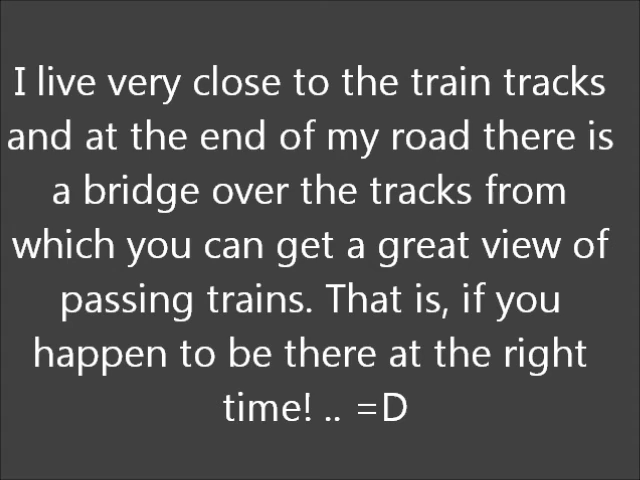 I live very close to the train tracks
and at the end of my road there is
a bridge over the tracks from
which you can get a great view of
passing trains. That is, if you
happen to be there at the right
time! .. =D